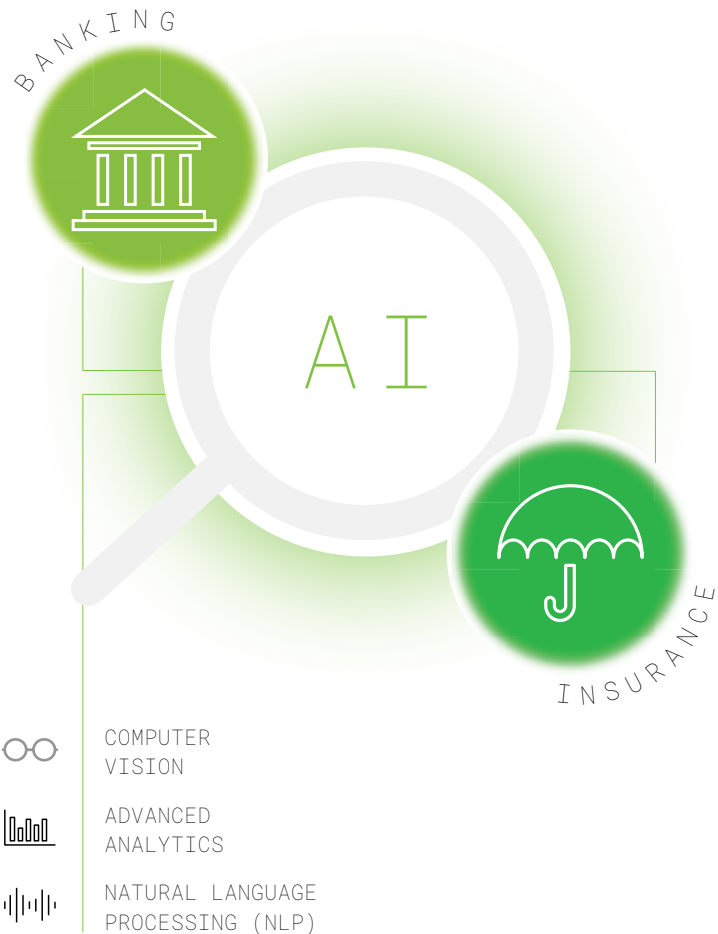 BANKING
AI
INSURANCE
COMPUTER
VISION
ADVANCED
ANALYTICS
NATURAL LANGUAGE
PROCESSING (NLP)